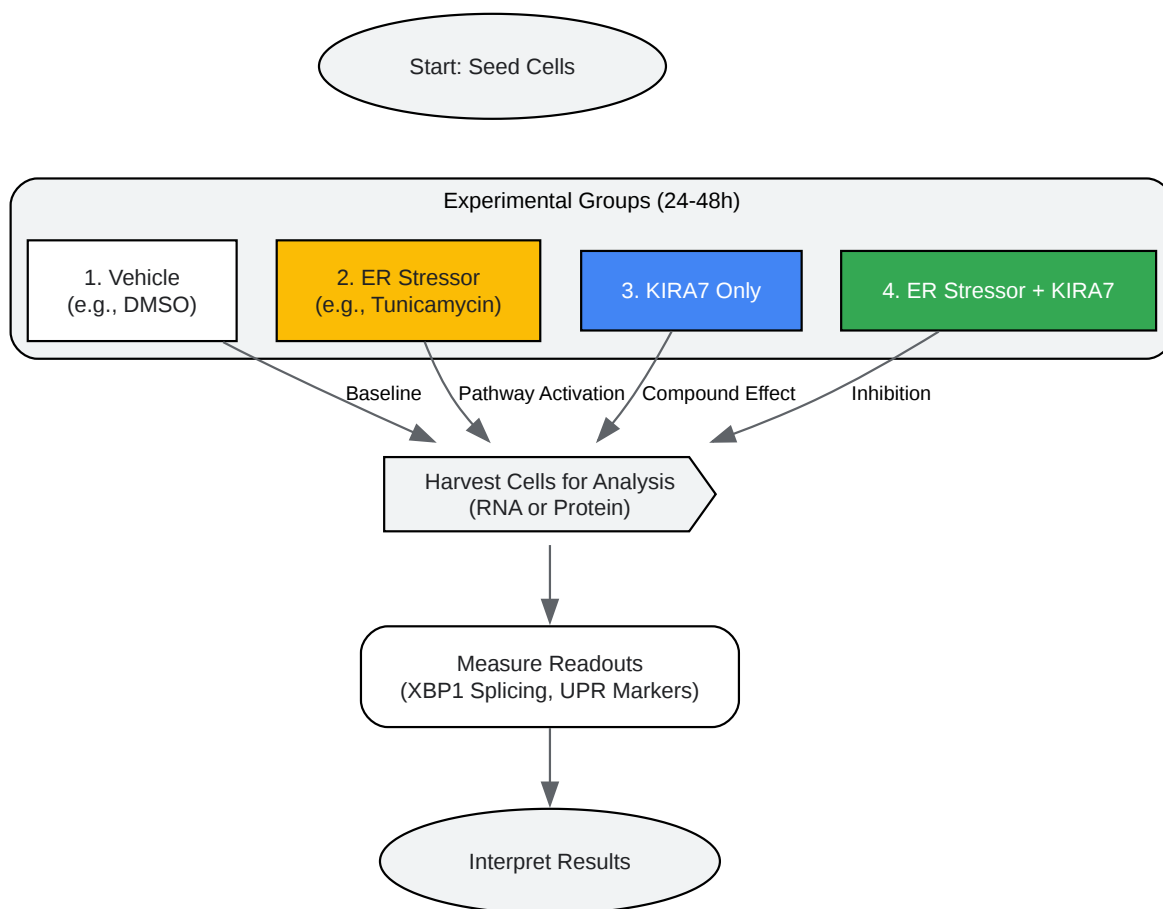 Start: Seed Cells
Experimental Groups (24-48h)
1. Vehicle
(e.g., DMSO)
2. ER Stressor
(e.g., Tunicamycin)
3. KIRA7 Only
4. ER Stressor + KIRA7
Baseline
Pathway Activation
Compound Effect
Inhibition
Harvest Cells for Analysis
(RNA or Protein)
Measure Readouts
(XBP1 Splicing, UPR Markers)
Interpret Results